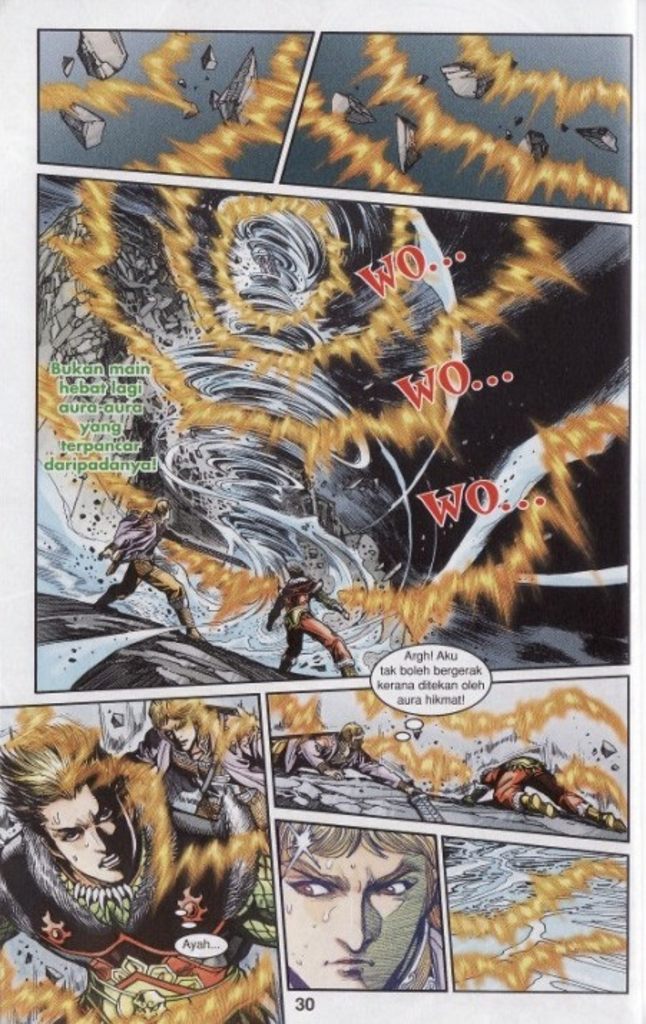 WO...
Bukan main
hebat lagi
aura-aura
yang
terpancar
daripadanya!
WO...
WO...
Argh! Aku
tak boleh bergerak
kerana ditekan oleh
aura hikmat!
Ayah...
30